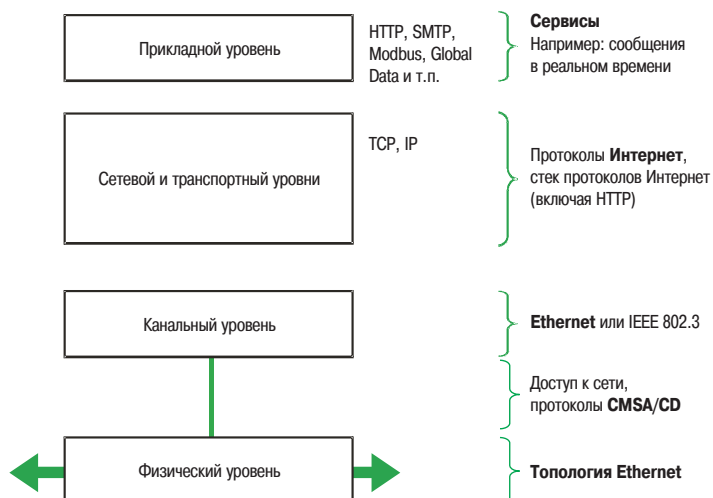 Прикладной уровень
HTTP, SMTP,
Modbus, Global
Data и т.п.
Сервисы
Например: сообщения
в реальном времени
Сетевой и транспортный уровни
TCP, IP
Протоколы Интернет,
стек протоколов Интернет
(включая HTTP)
Канальный уровень
Ethernet или IEEE 802.3
Доступ к сети,
протоколы CMSA/CD
Физический уровень
Топология Ethernet